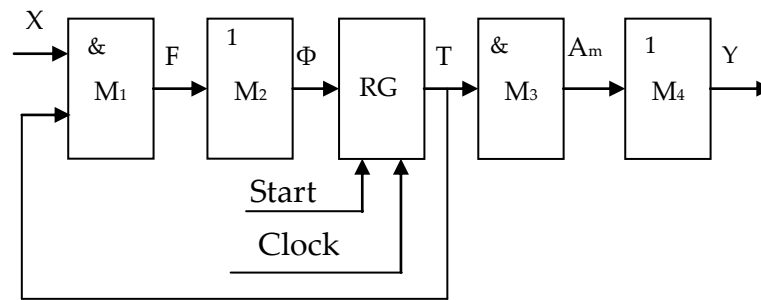 X
&
M₁
F
1
M₂
Φ
RG
T
&
M₃
Aₘ
1
M₄
Y
Start
Clock